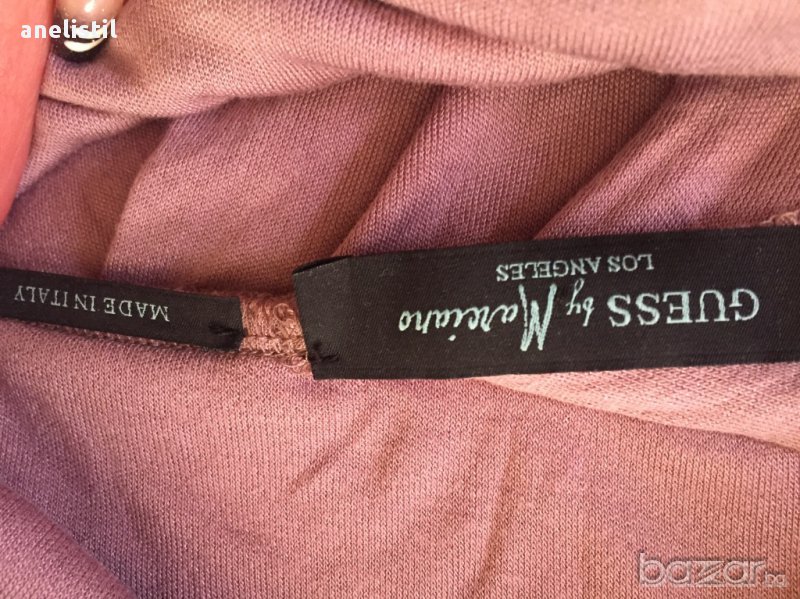 anelistil
GUESS by Marciano
LOS ANGELES
MADE IN ITALY
bazar.bg